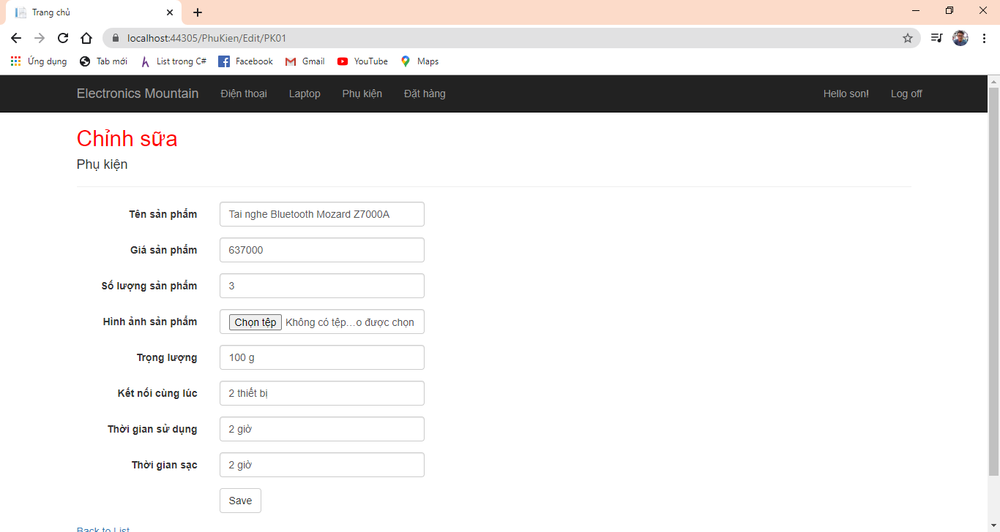 Trang chủ
localhost:44305/PhuKien/Edit/PK01
Ứng dụng Tab mới List trong C# Facebook Gmail YouTube Maps
Electronics Mountain Điện thoại Laptop Phụ kiện Đặt hàng Hello son! Log off
Chỉnh sữa
Phụ kiện
Tên sản phẩm Tai nghe Bluetooth Mozard Z7000A
Giá sản phẩm 637000
Số lượng sản phẩm 3
Hình ảnh sản phẩm Chọn tệp Không có tệp…o được chọn
Trọng lượng 100 g
Kết nối cùng lúc 2 thiết bị
Thời gian sử dụng 2 giờ
Thời gian sạc 2 giờ
Save
Back to List